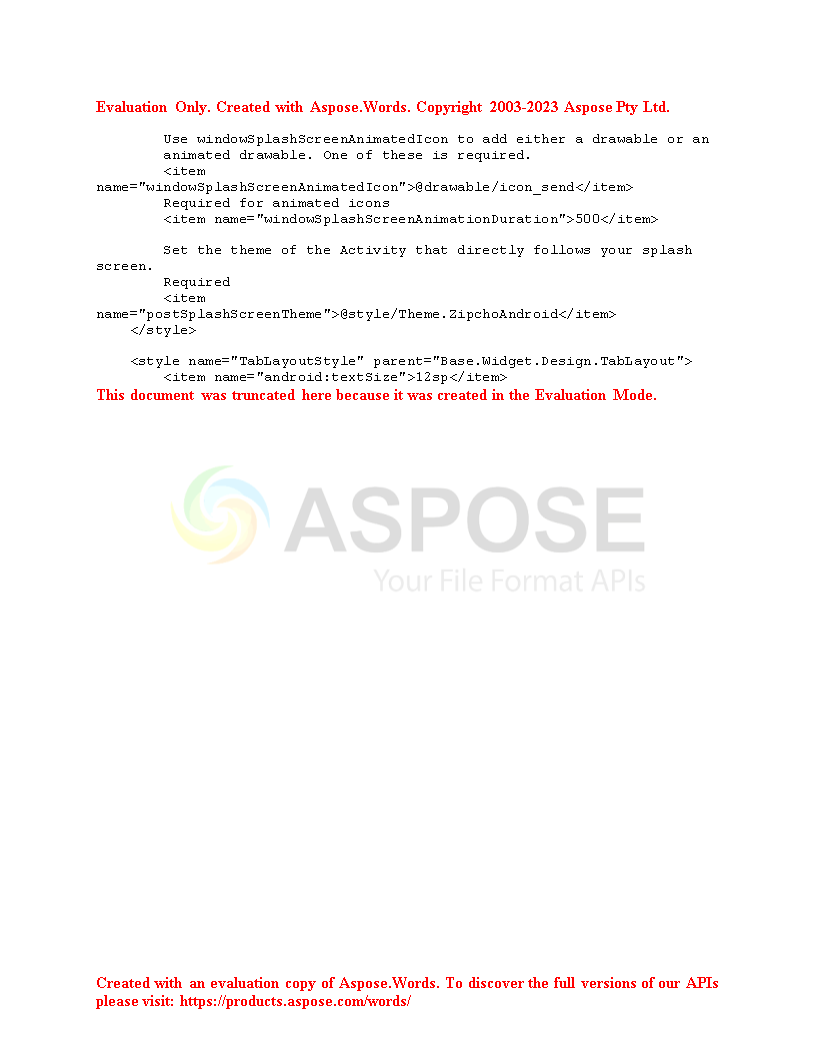 Evaluation Only. Created with Aspose.Words. Copyright 2003-2023 Aspose Pty Ltd.
Use windowSplashScreenAnimatedIcon to add either a drawable or an
animated drawable. One of these is required.
<item
name="windowSplashScreenAnimatedIcon">@drawable/icon_send</item>
Required for animated icons
<item name="windowSplashScreenAnimationDuration">500</item>
Set the theme of the Activity that directly follows your splash
screen.
Required
<item
name="postSplashScreenTheme">@style/Theme.ZipchoAndroid</item>
</style>
<style name="TabLayoutStyle" parent="Base.Widget.Design.TabLayout">
<item name="android:textSize">12sp</item>
This document was truncated here because it was created in the Evaluation Mode.
ASPOSE
Your File Format APIs
Created with an evaluation copy of Aspose.Words. To discover the full versions of our APIs
please visit: https://products.aspose.com/words/